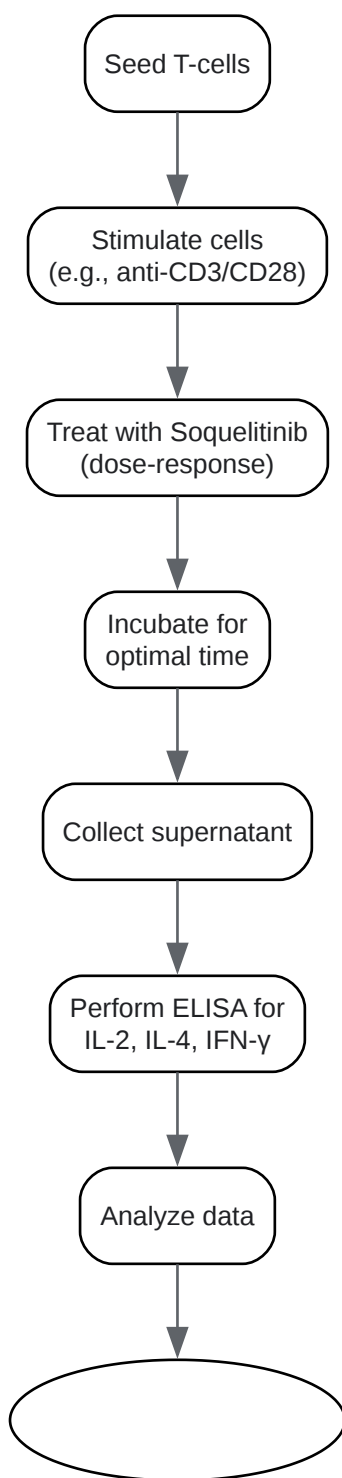 Seed T-cells
Stimulate cells
(e.g., anti-CD3/CD28)
Treat with Soquelitinib
(dose-response)
Incubate for
optimal time
Collect supernatant
Perform ELISA for
IL-2, IL-4, IFN-γ
Analyze data